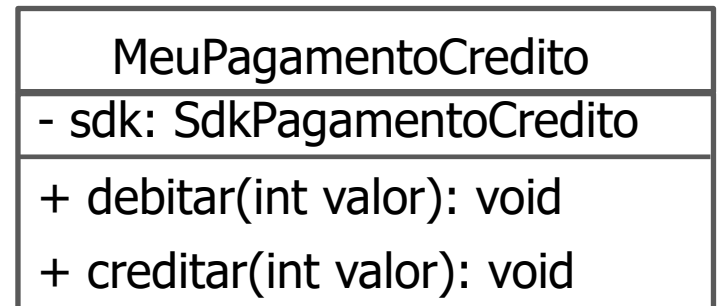 MeuPagamentoCredito
- sdk: SdkPagamentoCredito
+ debitar(int valor): void
+ creditar(int valor): void